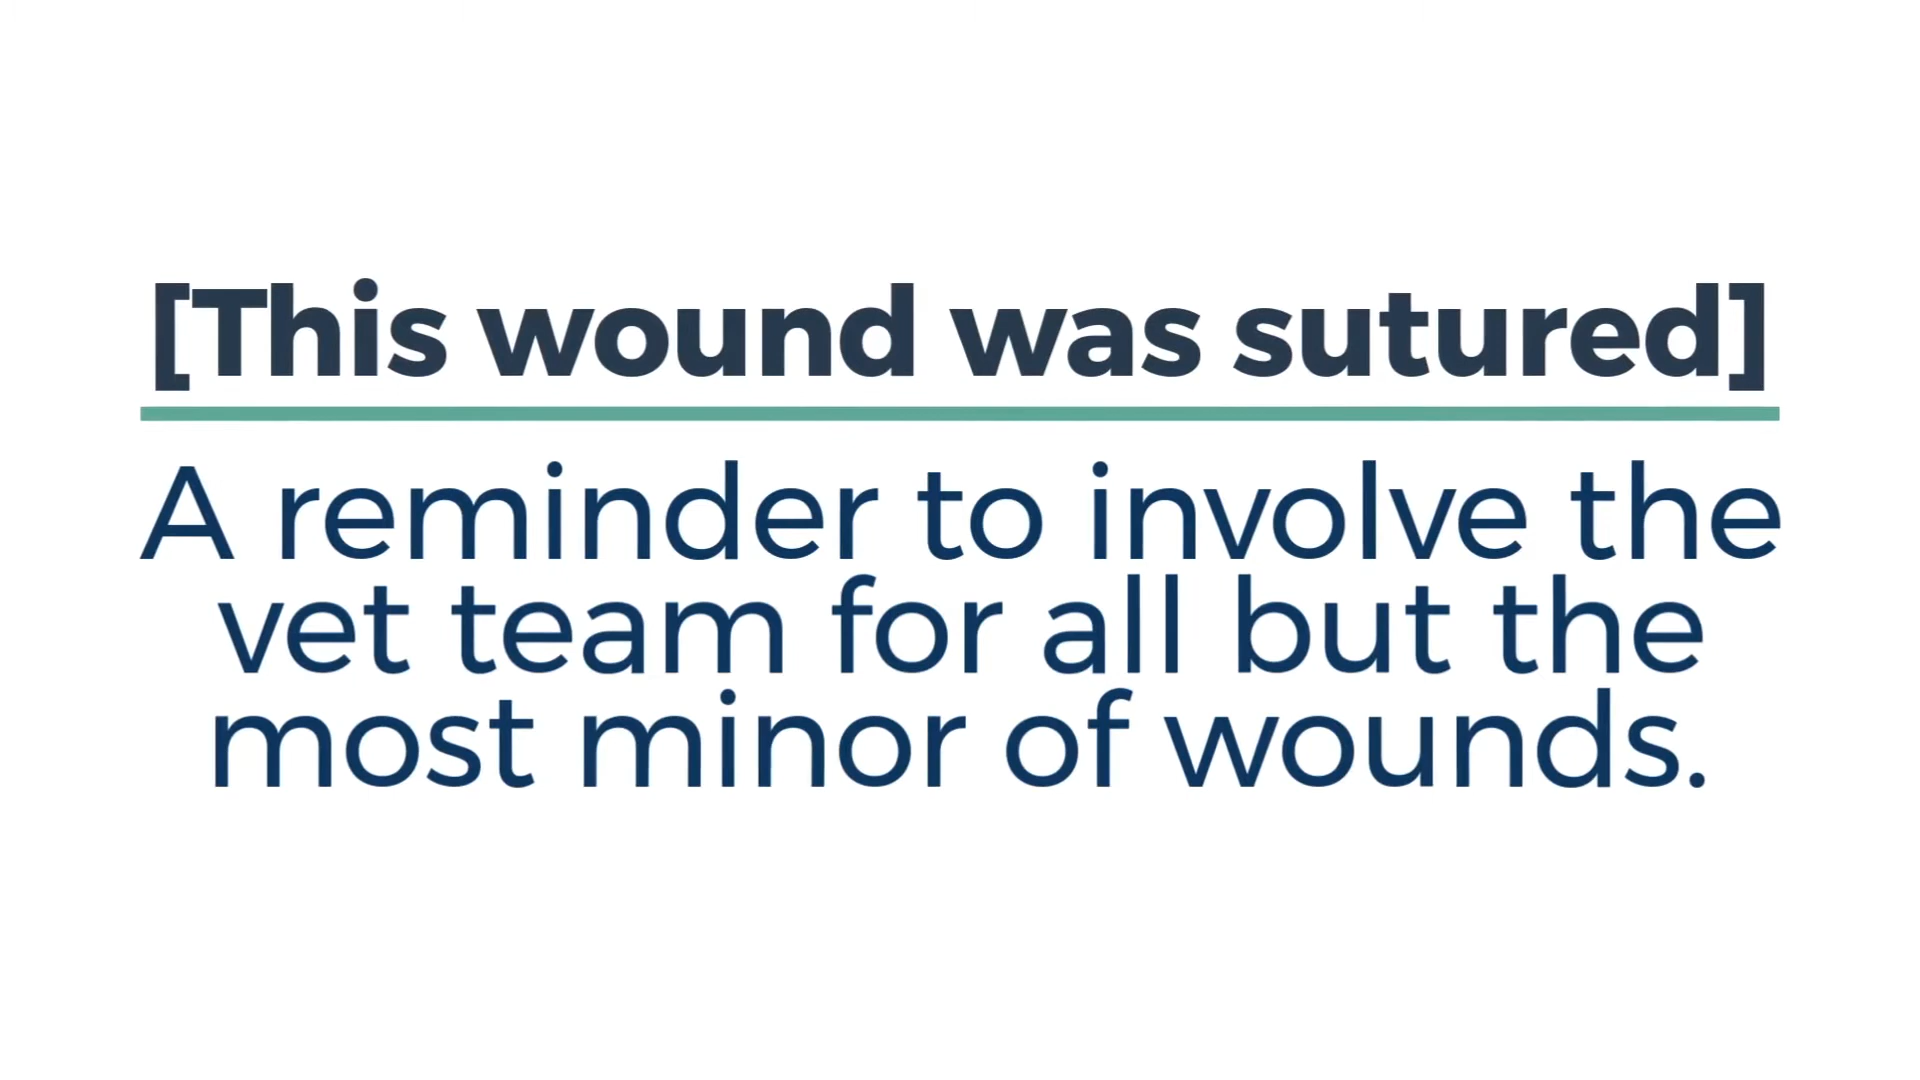 [This wound was sutured]
A reminder to involve the
vet team for all but the
most minor of wounds.